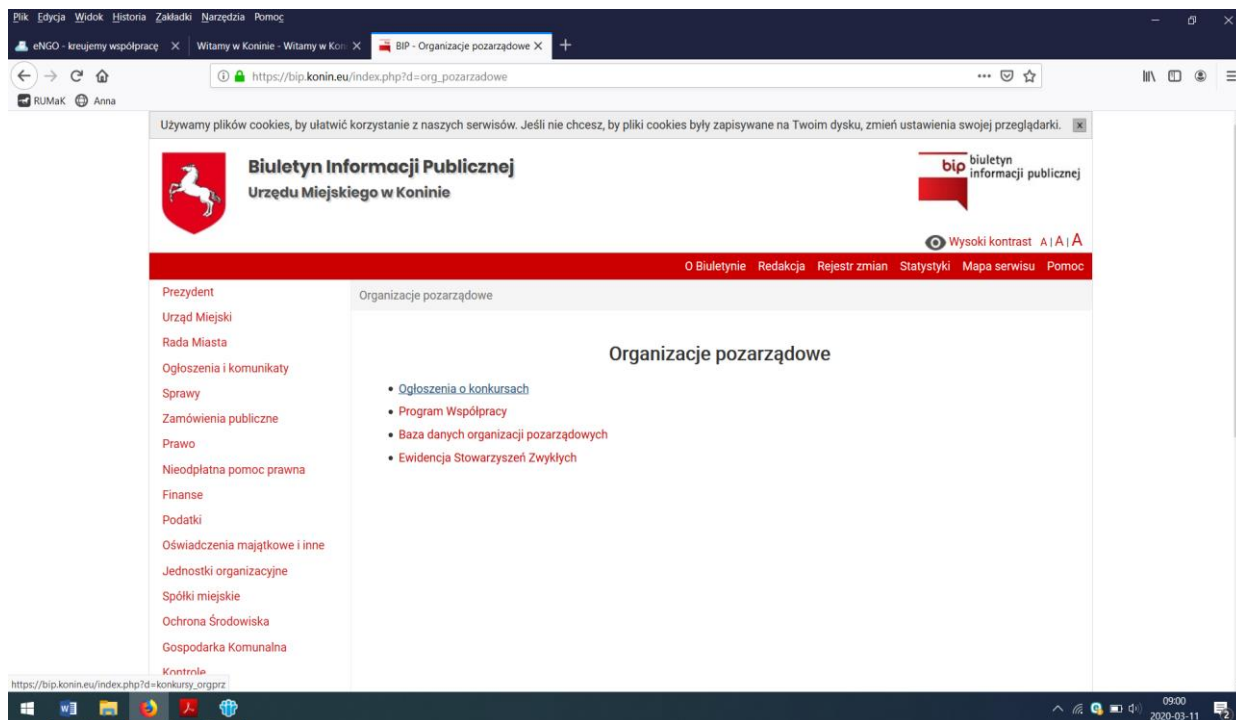 Plik Edycja Widok Historia Zakładki Narzędzia Pomoc
eNGO - kreujemy współpracę
Witamy w Koninie - Witamy w Kon
BIP - Organizacje pozarządowe
https://bip.konin.eu/index.php?d=org_pozarzadowe
RUMaK Anna
Używamy plików cookies, by ułatwić korzystanie z naszych serwisów. Jeśli nie chcesz, by pliki cookies były zapisywane na Twoim dysku, zmień ustawienia swojej przeglądarki. x
Biuletyn Informacji Publicznej
Urzędu Miejskiego w Koninie
bip biuletyn
informacji publicznej
Wysoki kontrast A | A | A
O Biuletynie Redakcja Rejestr zmian Statystyki Mapa serwisu Pomoc
Prezydent
Urząd Miejski
Rada Miasta
Ogłoszenia i komunikaty
Sprawy
Zamówienia publiczne
Prawo
Nieodpłatna pomoc prawna
Finanse
Podatki
Oświadczenia majątkowe i inne
Jednostki organizacyjne
Spółki miejskie
Ochrona Środowiska
Gospodarka Komunalna
Kontrole
Organizacje pozarządowe
Organizacje pozarządowe
• Ogłoszenia o konkursach
• Program Współpracy
• Baza danych organizacji pozarządowych
• Ewidencja Stowarzyszeń Zwykłych
https://bip.konin.eu/index.php?d=konkursy_orgprz
09:00
2020-03-11
2